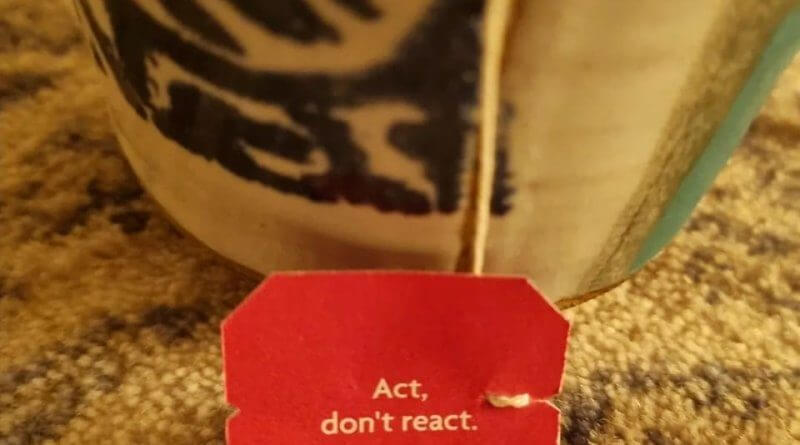 Act,
don't react.